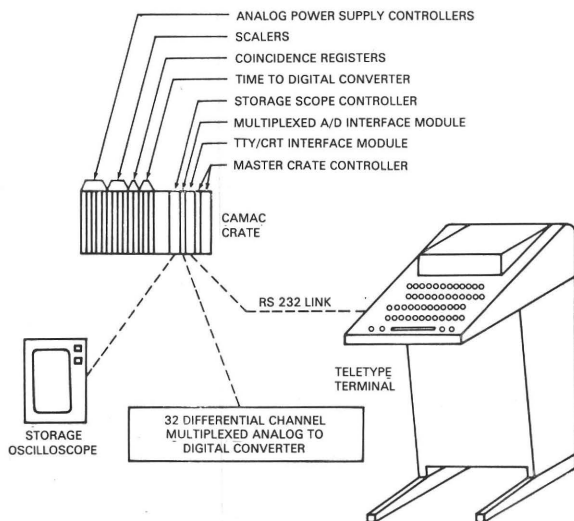 ANALOG POWER SUPPLY CONTROLLERS
SCALERS
COINCIDENCE REGISTERS
TIME TO DIGITAL CONVERTER
STORAGE SCOPE CONTROLLER
MULTIPLEXED A/D INTERFACE MODULE
TTY/CRT INTERFACE MODULE
MASTER CRATE CONTROLLER
CAMAC
CRATE
RS 232 LINK
TELETYPE
TERMINAL
STORAGE
OSCILLOSCOPE
32 DIFFERENTIAL CHANNEL
MULTIPLEXED ANALOG TO
DIGITAL CONVERTER